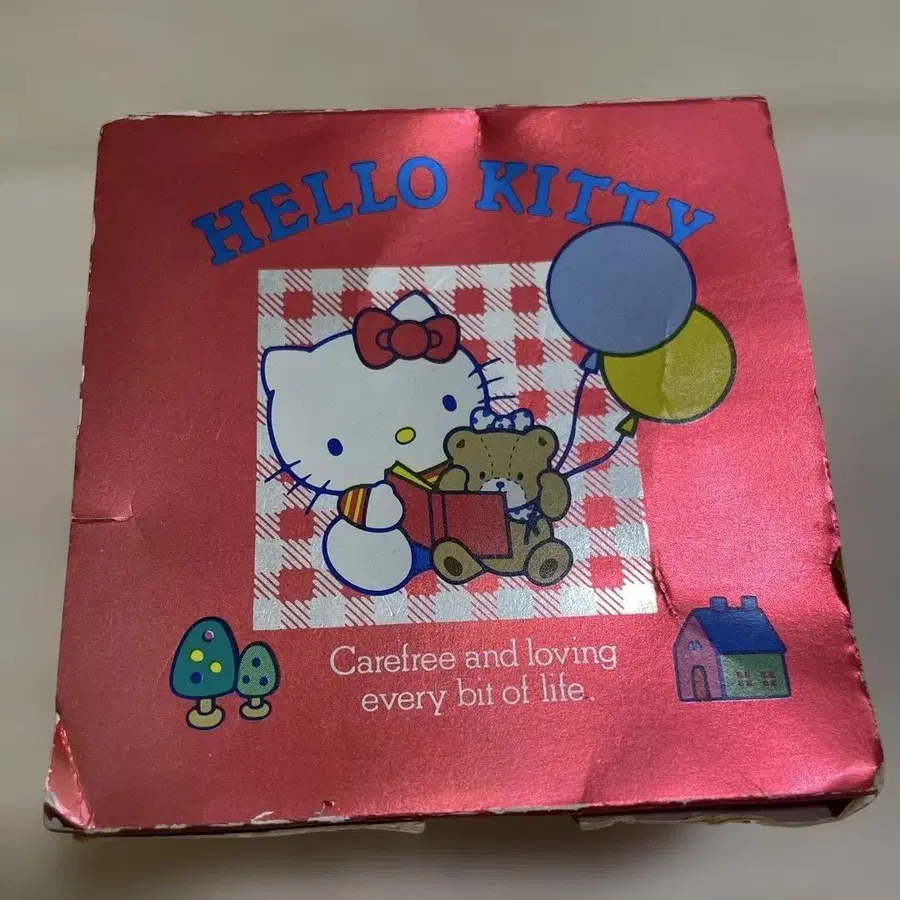 HELLO KITTY
Carefree and loving
every bit of life.